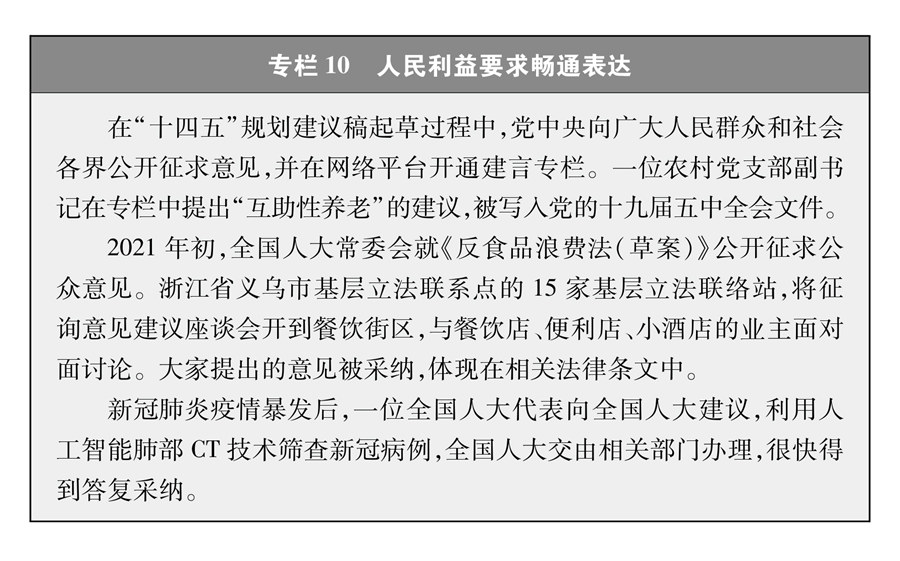 专栏 10　人民利益要求畅通表达
在“十四五”规划建议稿起草过程中，党中央向广大人民群众和社会
各界公开征求意见，并在网络平台开通建言专栏。一位农村党支部副书
记在专栏中提出“互助性养老”的建议，被写入党的十九届五中全会文件。
2021 年初，全国人大常委会就《反食品浪费法（草案）》公开征求公
众意见。浙江省义乌市基层立法联系点的 15 家基层立法联络站，将征
询意见建议座谈会开到餐饮街区，与餐饮店、便利店、小酒店的业主面对
面讨论。大家提出的意见被采纳，体现在相关法律条文中。
新冠肺炎疫情暴发后，一位全国人大代表向全国人大建议，利用人
工智能肺部 CT 技术筛查新冠病例，全国人大交由相关部门办理，很快得
到答复采纳。